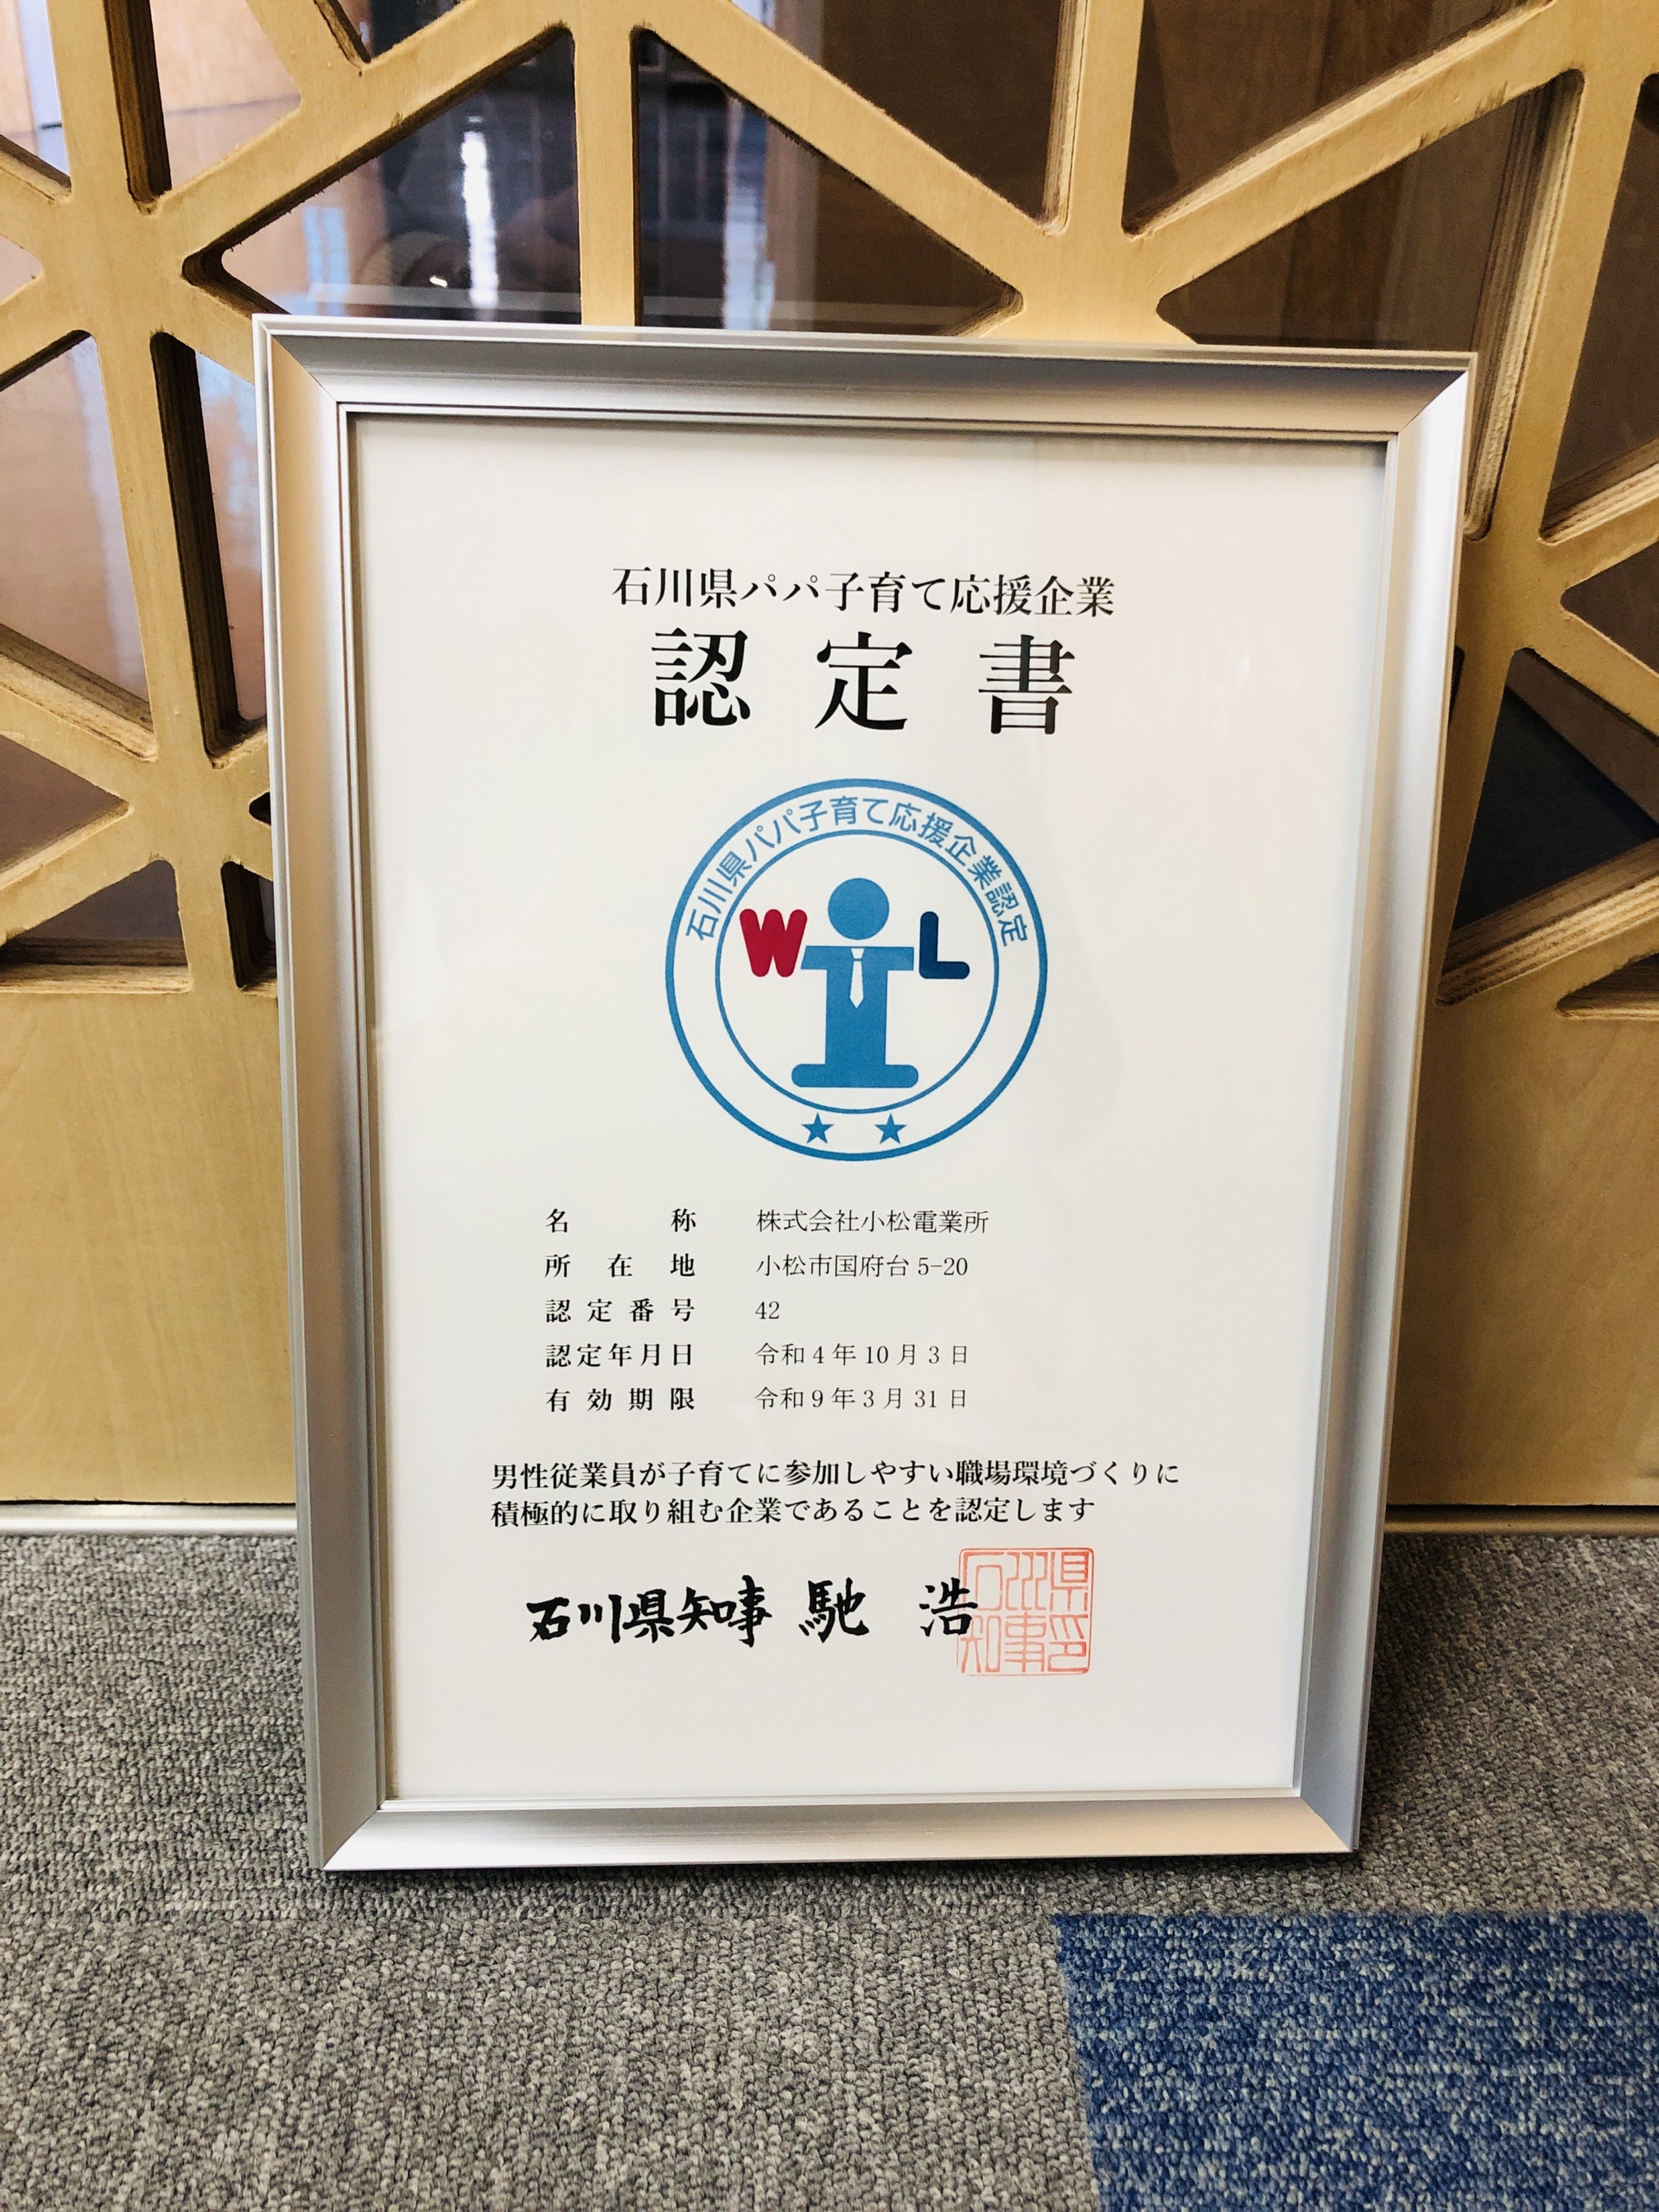 石川県パパ子育て応援企業
認定書
石川県パパ子育て応援企業認定
W L
★ ★
名称 株式会社小松電業所
所在地 小松市国府台 5-20
認定番号 42
認定年月日 令和 4 年 10 月 3 日
有効期限 令和 9 年 3 月 31 日
男性従業員が子育てに参加しやすい職場環境づくりに
積極的に取り組む企業であることを認定します
石川県知事 馳 浩
石川県知事印